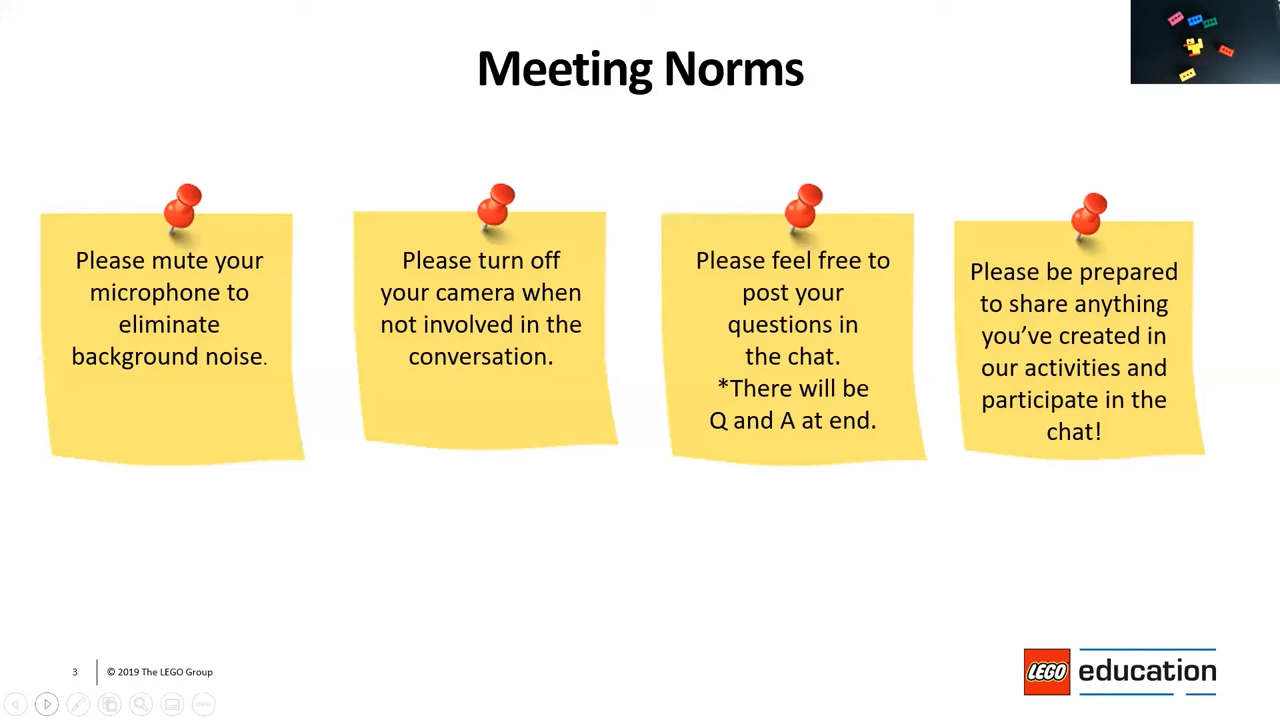 Meeting Norms
Please mute your
microphone to
eliminate
background noise.
Please turn off
your camera when
not involved in the
conversation.
Please feel free to
post your
questions in
the chat.
*There will be
Q and A at end.
Please be prepared
to share anything
you’ve created in
our activities and
participate in the
chat!
3
© 2019 The LEGO Group
LEGO education